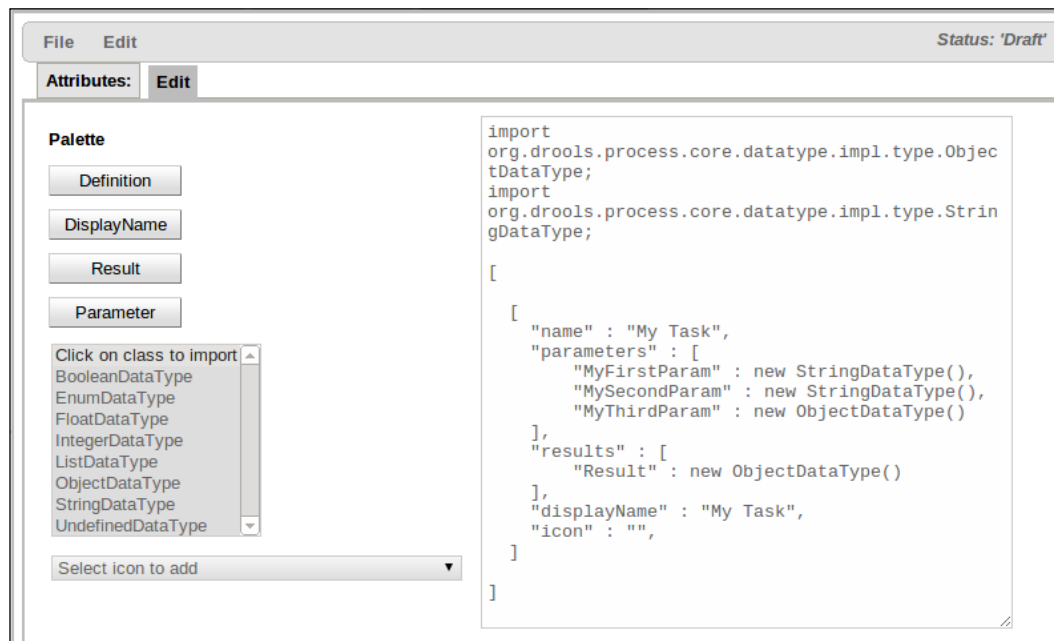 File Edit Status: 'Draft'
Attributes: Edit
Palette
Definition
DisplayName
Result
Parameter
Click on class to import
BooleanDataType
EnumDataType
FloatDataType
IntegerDataType
ListDataType
ObjectDataType
StringDataType
UndefinedDataType
Select icon to add
import
org.drools.process.core.datatype.impl.type.Objec
tDataType;
import
org.drools.process.core.datatype.impl.type.Strin
gDataType;
[
[
"name" : "My Task",
"parameters" : [
"MyFirstParam" : new StringDataType(),
"MySecondParam" : new StringDataType(),
"MyThirdParam" : new ObjectDataType()
],
"results" : [
"Result" : new ObjectDataType()
],
"displayName" : "My Task",
"icon" : "",
]
]